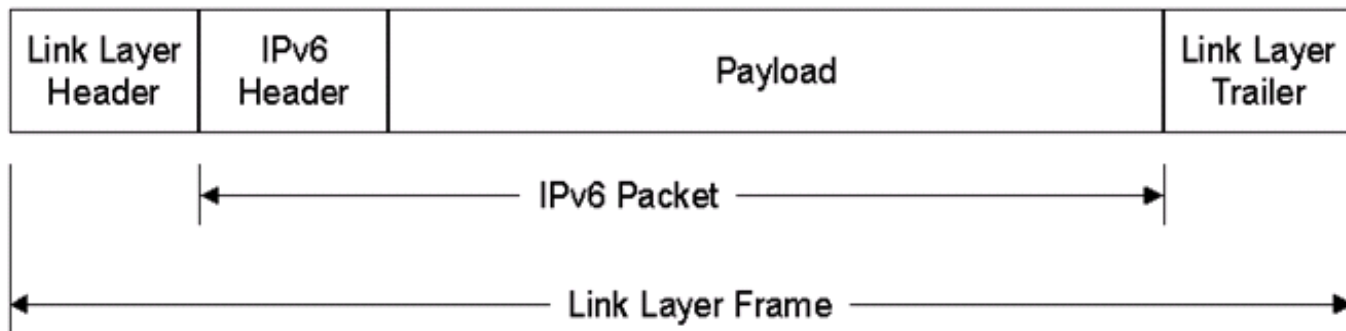 Link Layer
Header
IPv6
Header
Payload
Link Layer
Trailer
IPv6 Packet
Link Layer Frame